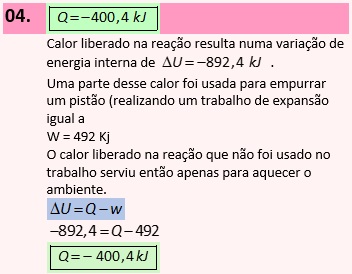 04. Q = −400,4 kJ
Calor liberado na reação resulta numa variação de
energia interna de ΔU = −892,4 kJ .
Uma parte desse calor foi usada para empurrar
um pistão (realizando um trabalho de expansão
igual a
W = 492 Kj
O calor liberado na reação que não foi usado no
trabalho serviu então apenas para aquecer o
ambiente.
ΔU = Q − w
−892,4 = Q − 492
Q = − 400,4 kJ